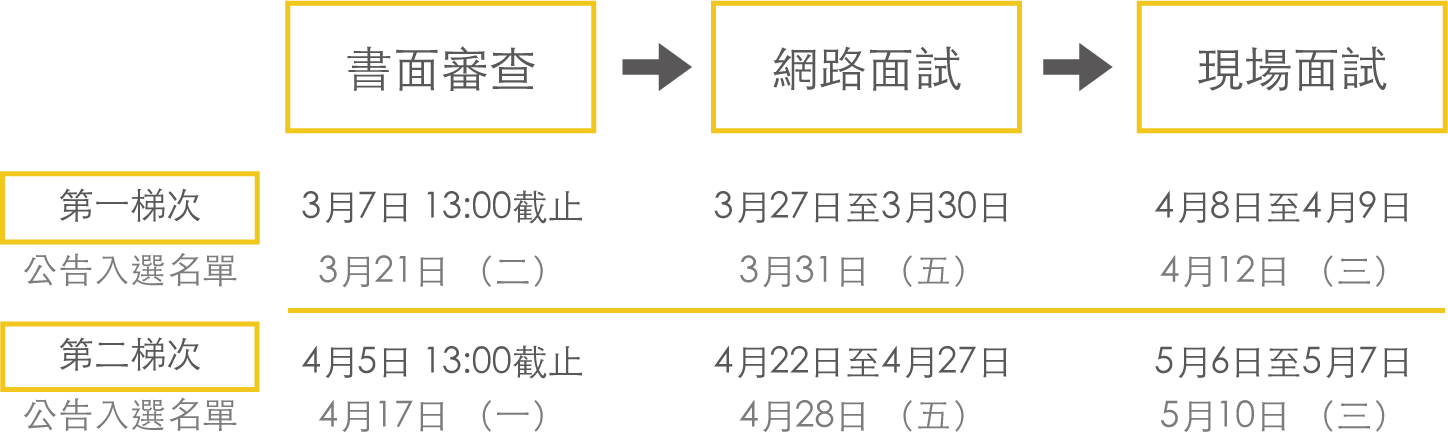 書面審查 網路面試 現場面試
第一梯次 3月7日 13:00截止 3月27日至3月30日 4月8日至4月9日
公告入選名單 3月21日 （二） 3月31日 （五） 4月12日 （三）
第二梯次 4月5日 13:00截止 4月22日至4月27日 5月6日至5月7日
公告入選名單 4月17日 （一） 4月28日 （五） 5月10日 （三）